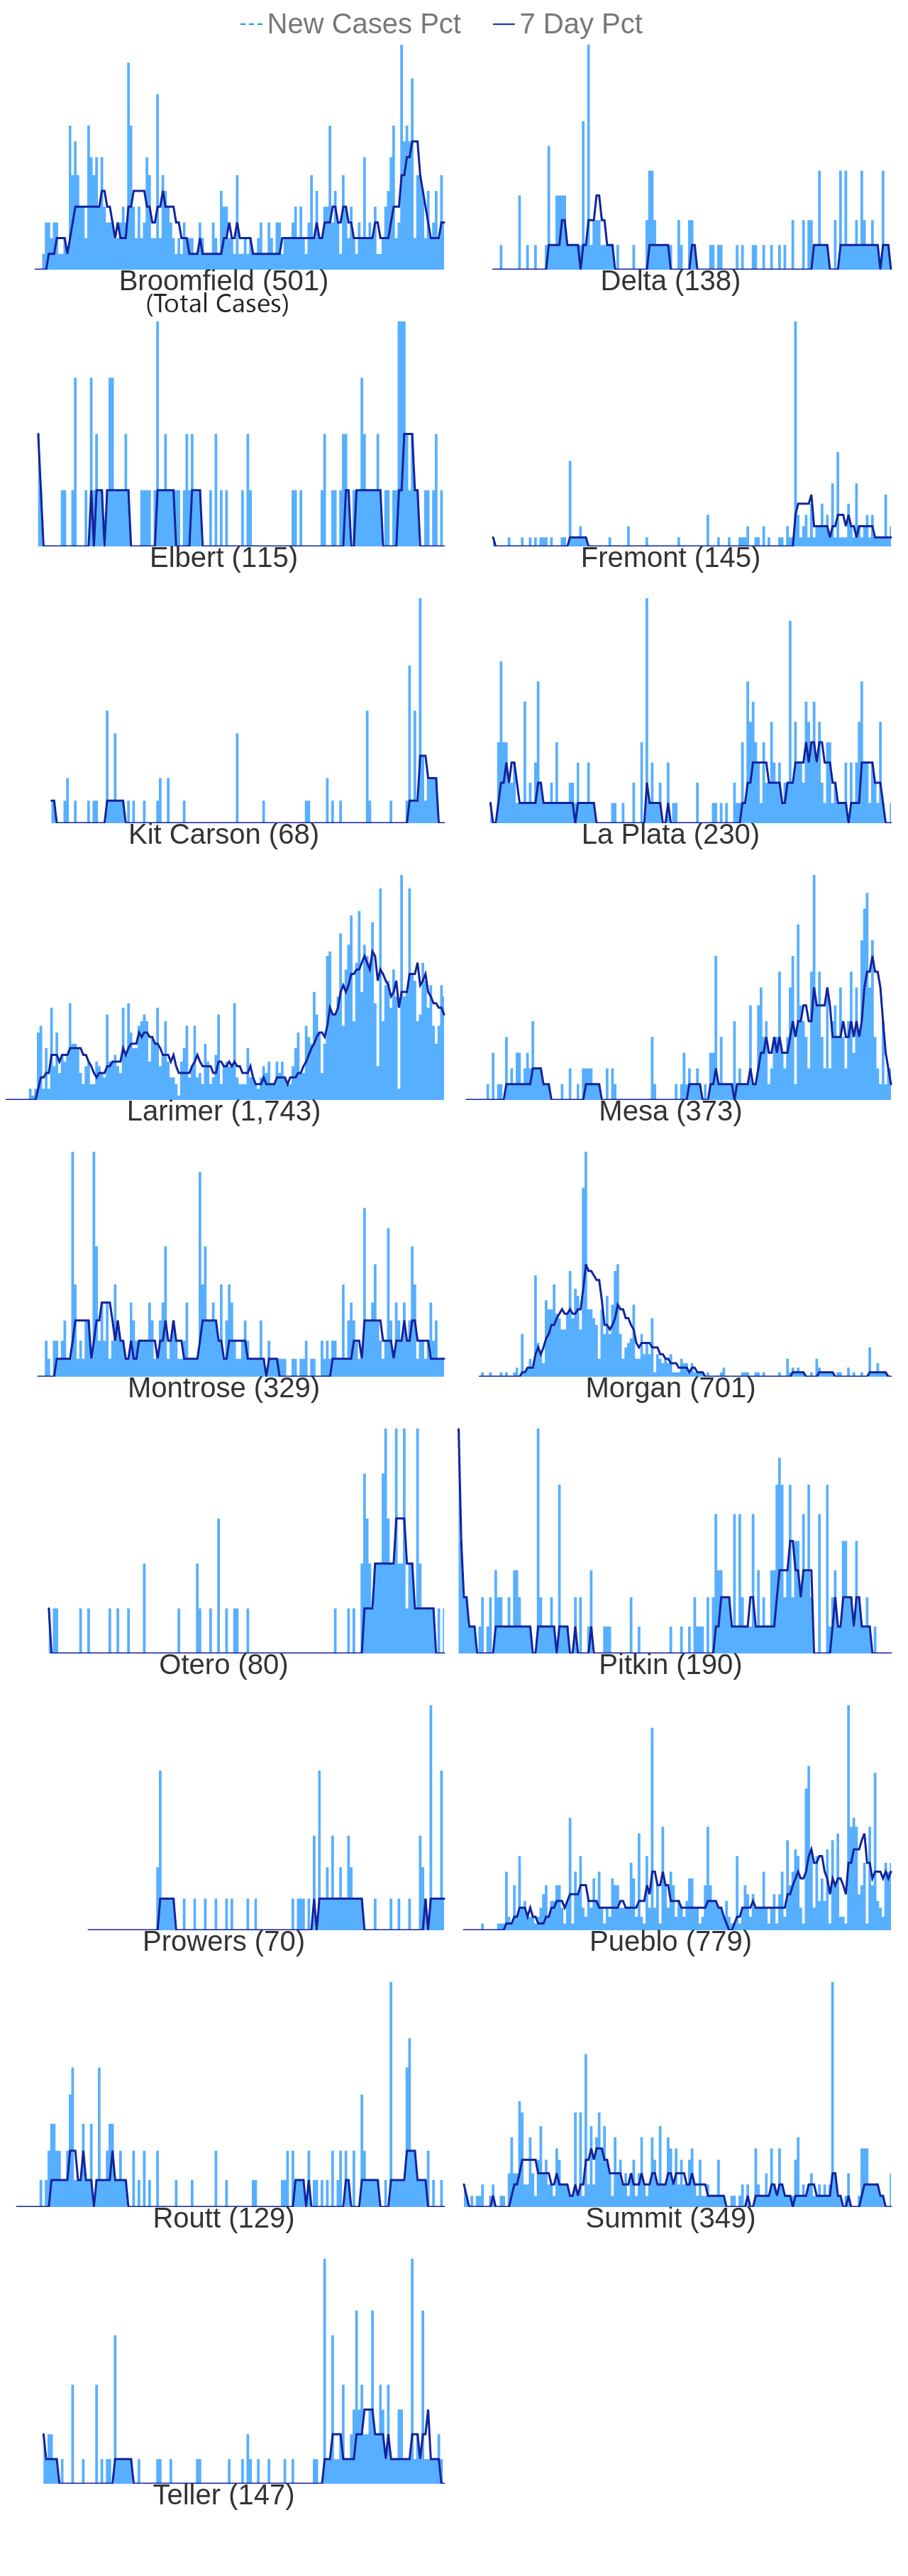 New Cases Pct 7 Day Pct
Broomfield (501) Delta (138)
(Total Cases)
Elbert (115) Fremont (145)
Kit Carson (68) La Plata (230)
Larimer (1,743) Mesa (373)
Montrose (329) Morgan (701)
Otero (80) Pitkin (190)
Prowers (70) Pueblo (779)
Routt (129) Summit (349)
Teller (147)